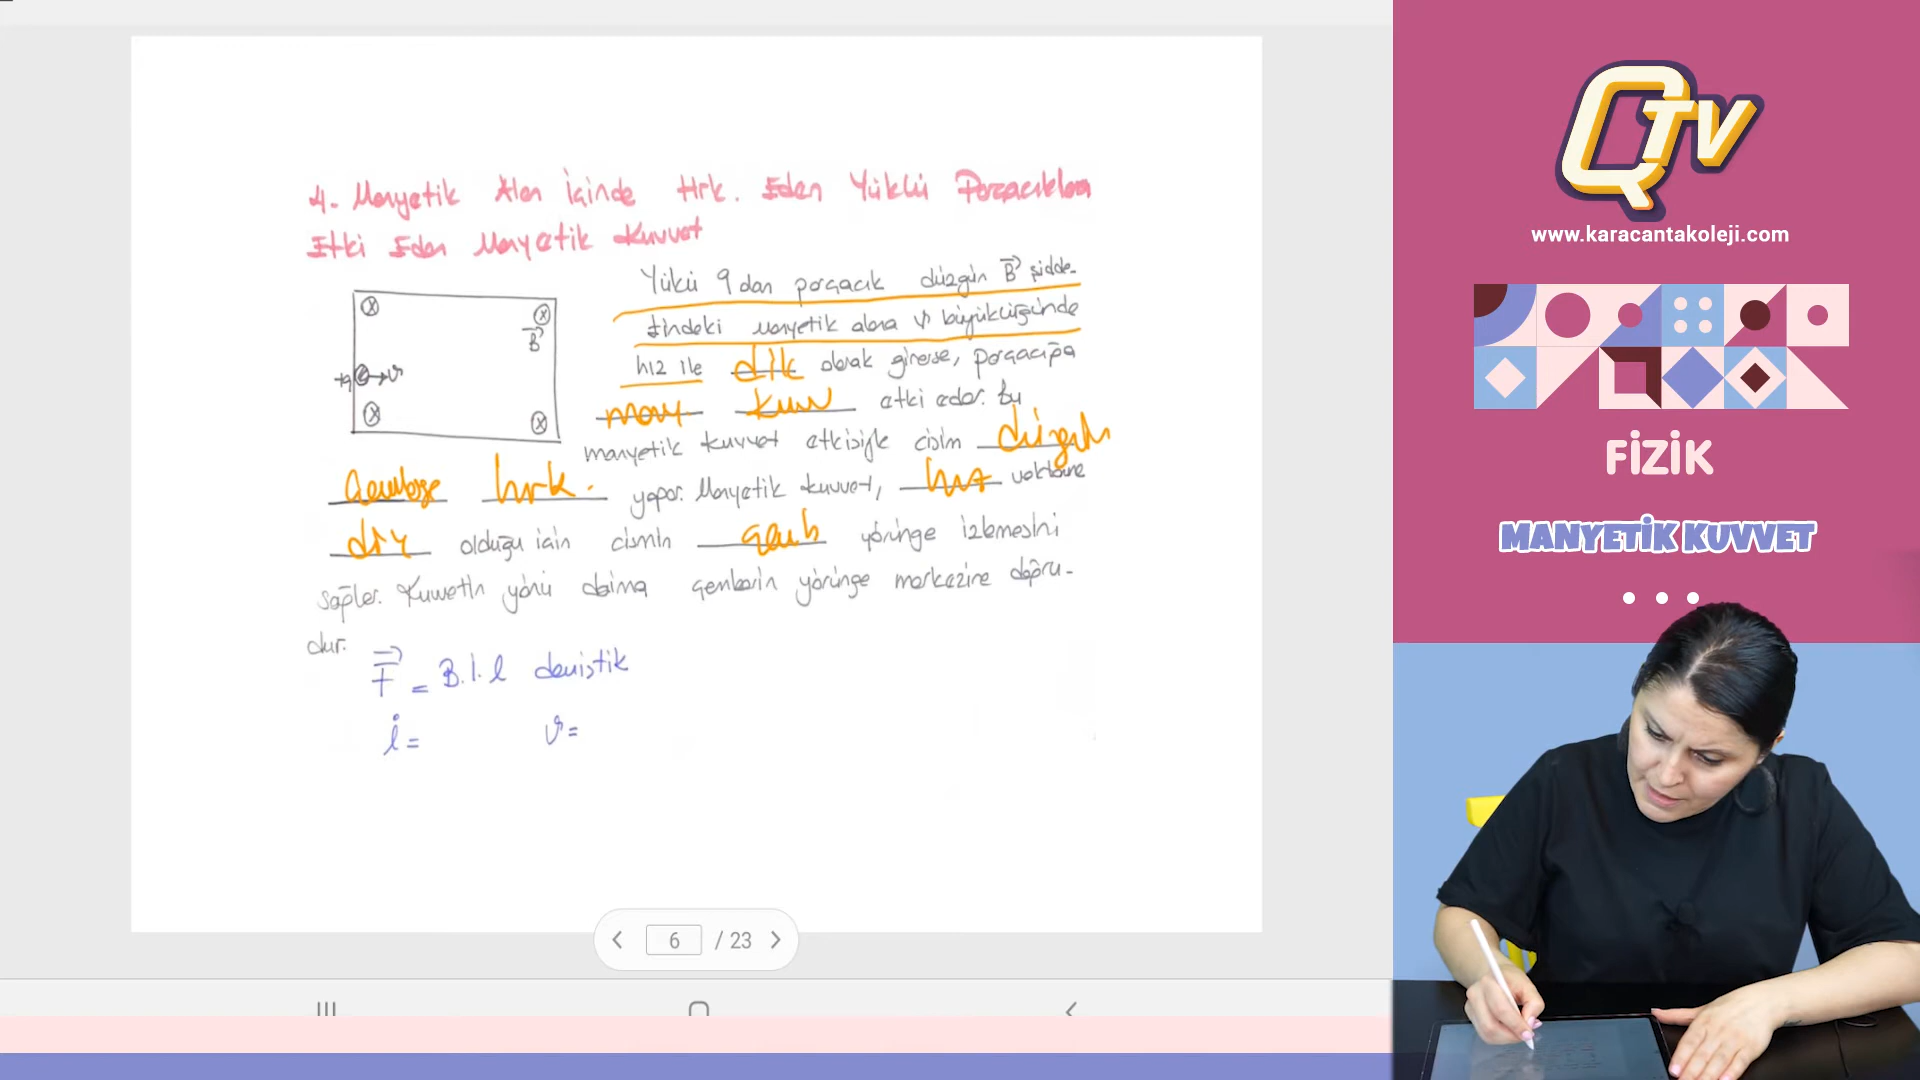 4. Manyetik Alan İçinde Hrk. Eden Yüklü Parçacıklara
Etki Eden Manyetik Kuvvet
Yükü q dan parçacık düzgün B şidde-
tindeki manyetik alana v büyüklüğünde
hız ile dik olarak girerse, parçacığa
man. kuvv etki eder. Bu
manyetik kuvvet etkisiyle cisim düzgün
Çembersel hrk. yapar. Manyetik kuvvet, hız vektörüne
dik olduğu için cismin çemb yörünge izlemesini
sağlar. Kuvvetin yönü daima çemberin yörünge merkezine doğru-
dur.
B
+q v
F = B.i.l demiştik
i= v=
6 / 23
QTV
www.karacantakoleji.com
FİZİK
MANYETİK KUVVET